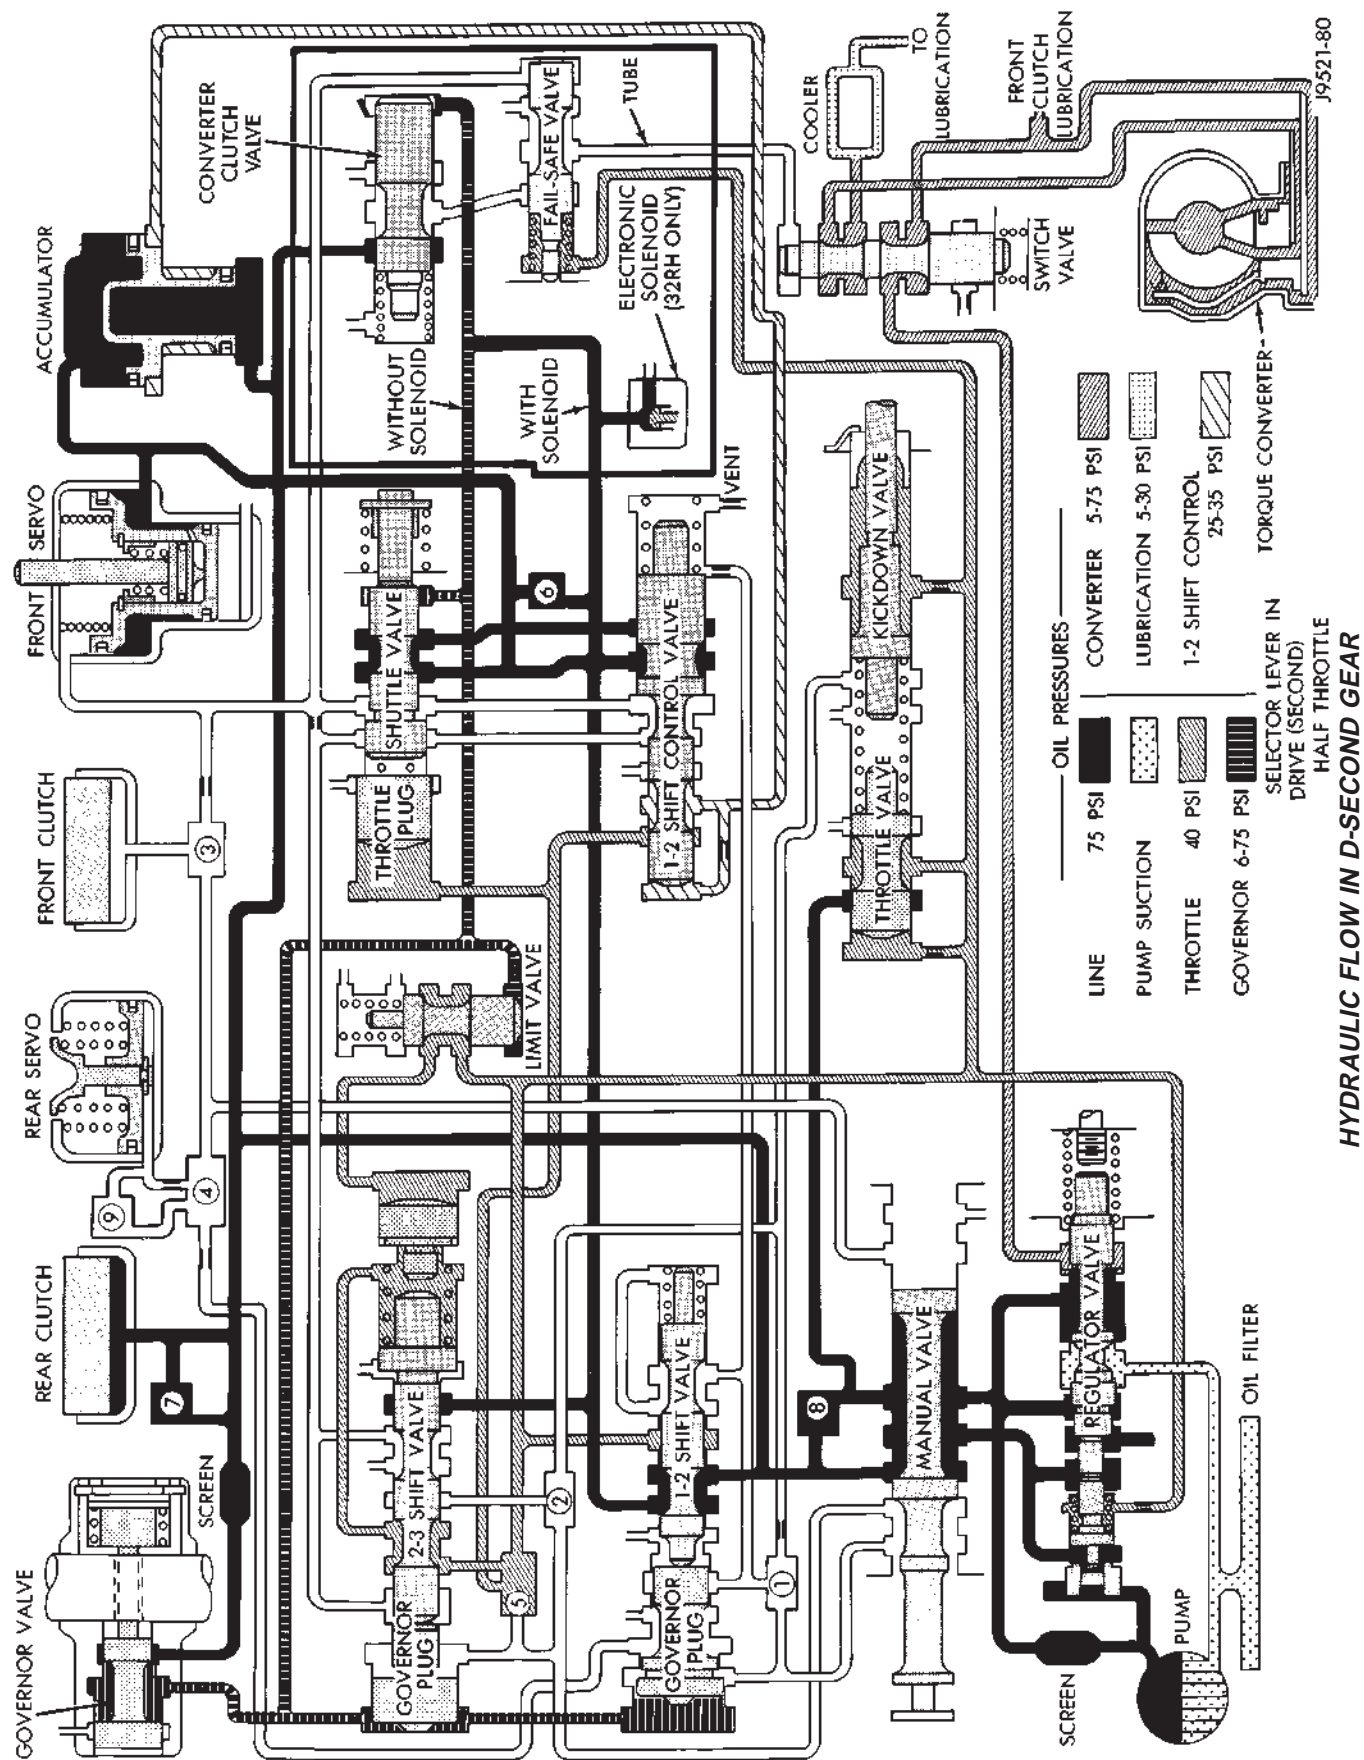 GOVERNOR VALVE
REAR CLUTCH
REAR SERVO
FRONT CLUTCH
FRONT SERVO
ACCUMULATOR
CONVERTER
CLUTCH
VALVE
SCREEN
7
9
4
3
GOVERNOR
PLUG
2-3 SHIFT VALVE
LIMIT VALVE
THROTTLE
PLUG
SHUTTLE VALVE
WITHOUT
SOLENOID
WITH
SOLENOID
FAIL-SAFE VALVE
TUBE
ELECTRONIC
SOLENOID
(32RH ONLY)
5
2
6
GOVERNOR
PLUG
1-2 SHIFT VALVE
1-2 SHIFT CONTROL VALVE
VENT
1
8
COOLER
TO
LUBRICATION
FRONT
CLUTCH
LUBRICATION
SWITCH
VALVE
MANUAL VALVE
THROTTLE VALVE
KICKDOWN VALVE
REGULATOR VALVE
SCREEN
PUMP
OIL FILTER
OIL PRESSURES
LINE 75 PSI
PUMP SUCTION
THROTTLE 40 PSI
GOVERNOR 6-75 PSI
CONVERTER 5-75 PSI
LUBRICATION 5-30 PSI
1-2 SHIFT CONTROL
25-35 PSI
TORQUE CONVERTER
SELECTOR LEVER IN
DRIVE (SECOND)
HALF THROTTLE
J9521-80
HYDRAULIC FLOW IN D-SECOND GEAR